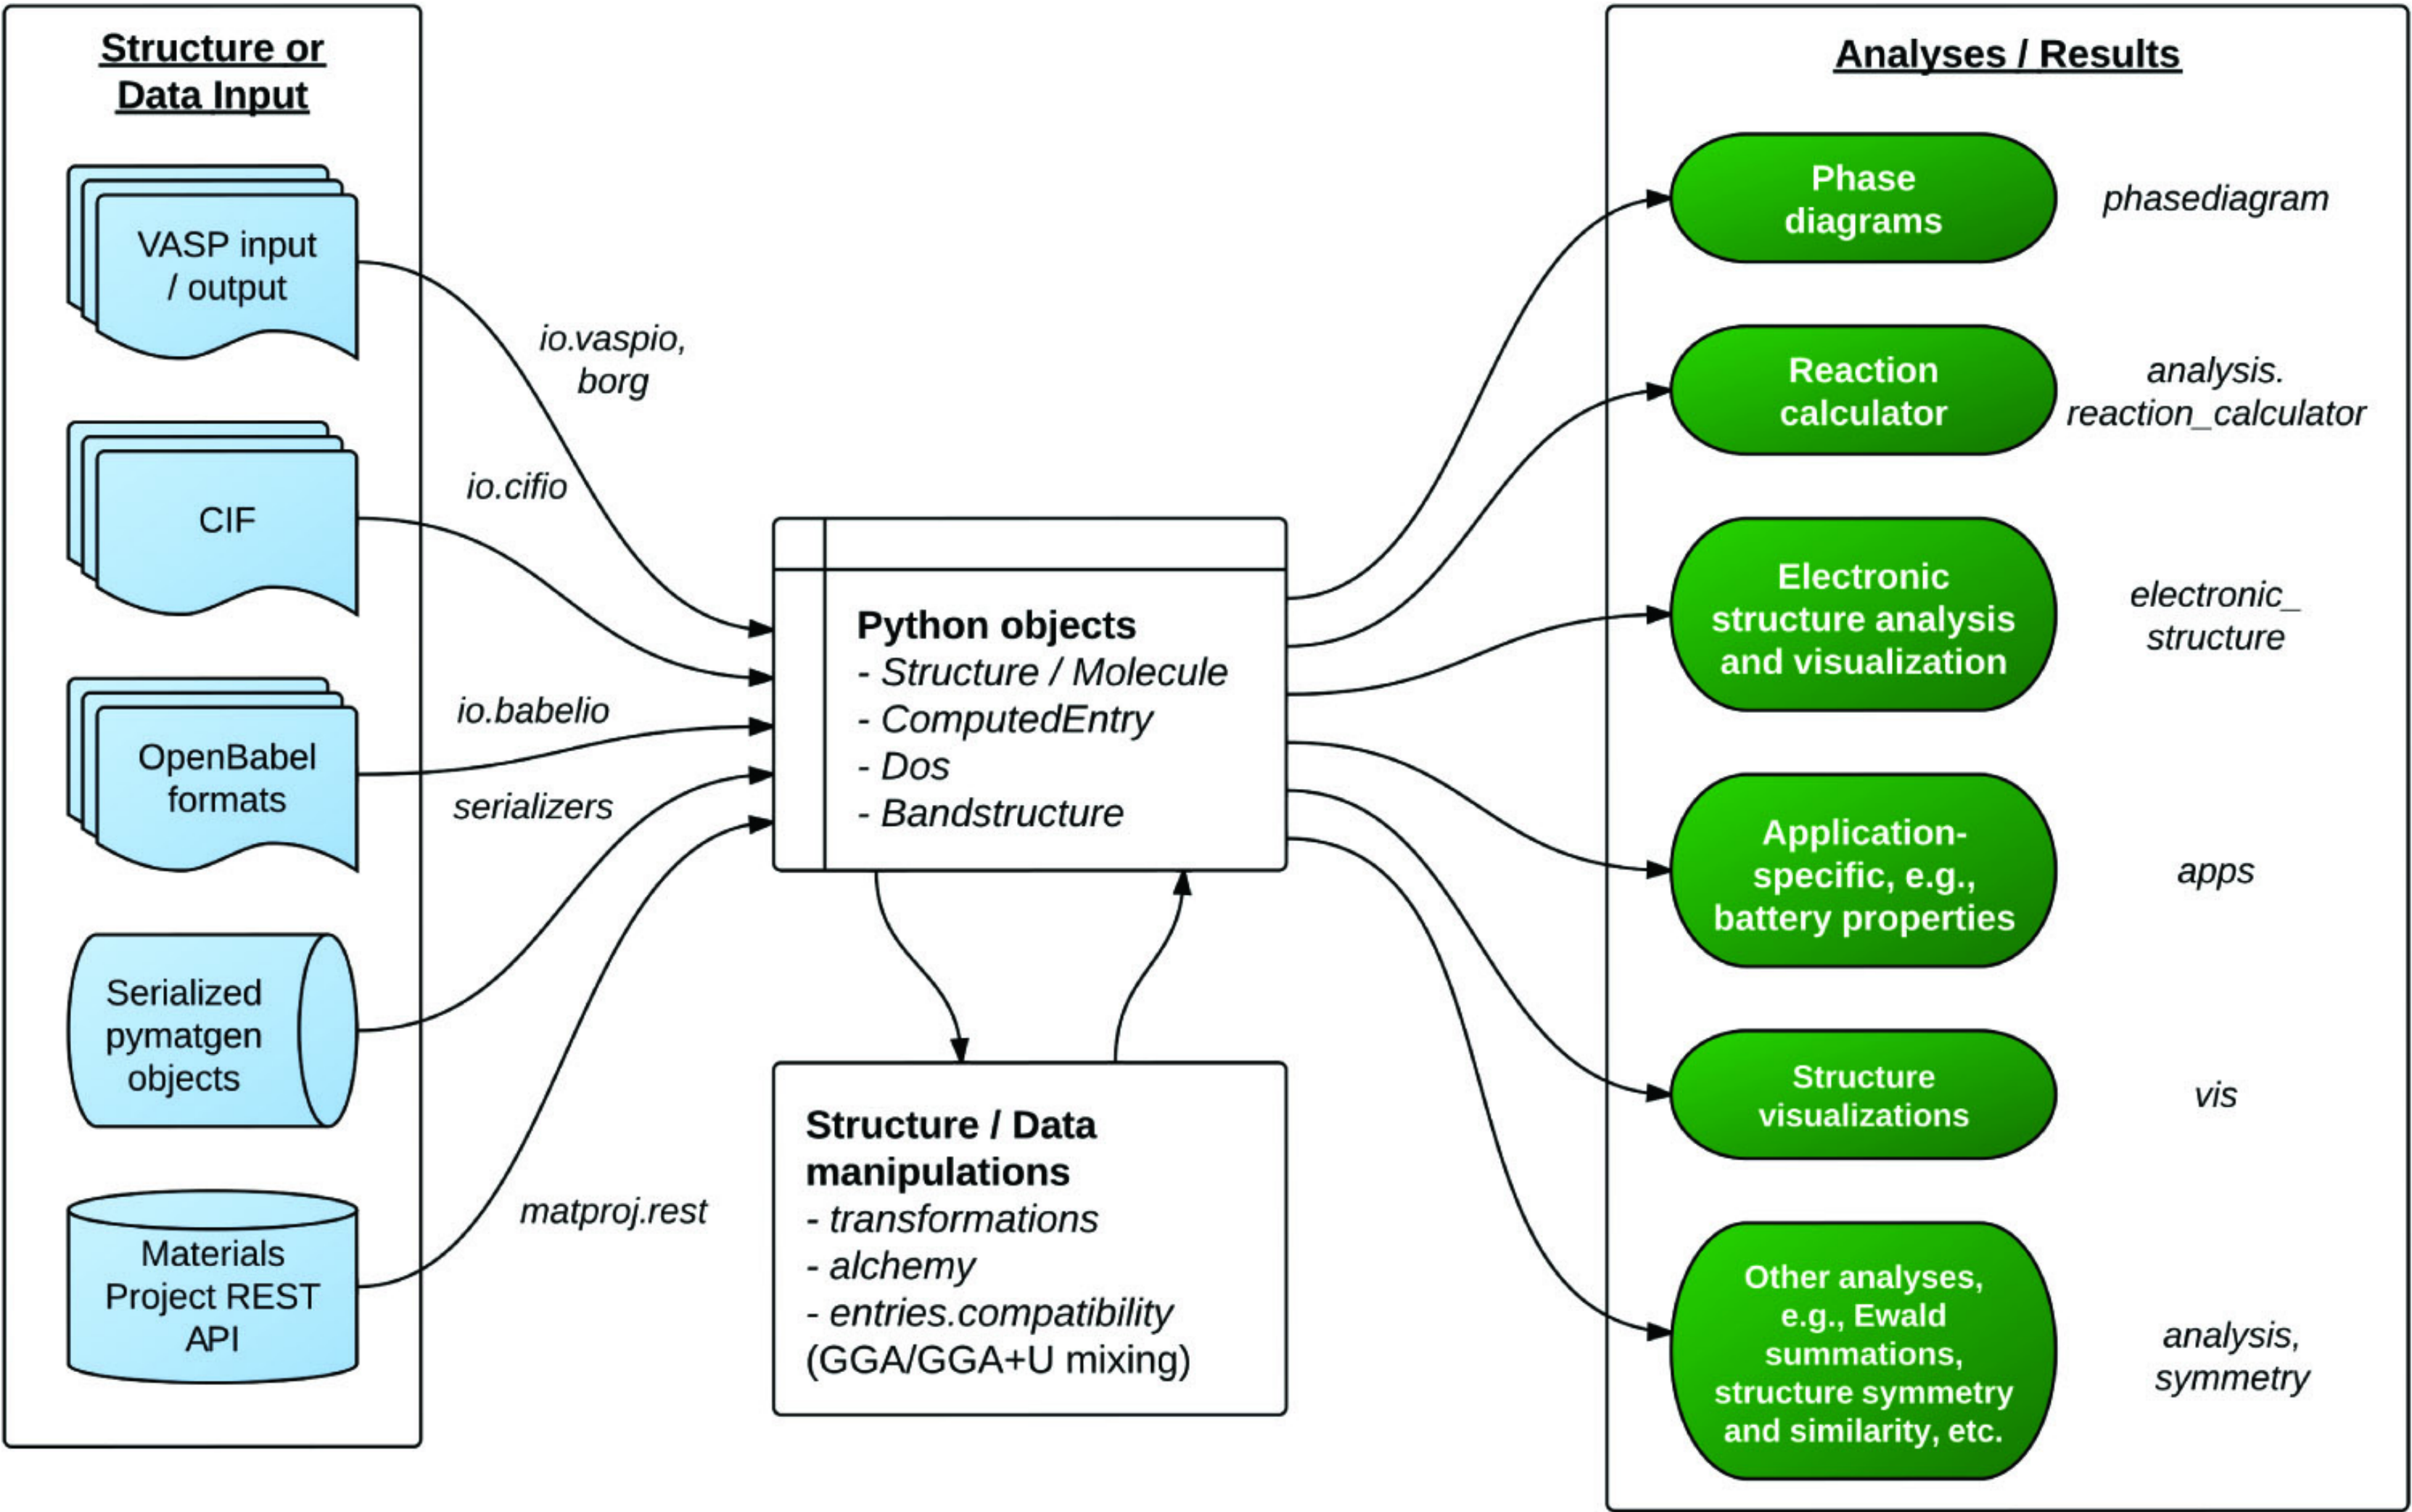 Structure or
Data Input
VASP input
/ output
CIF
OpenBabel
formats
Serialized
pymatgen
objects
Materials
Project REST
API
io.vaspio,
borg
io.cifio
io.babelio
serializers
matproj.rest
Python objects
- Structure / Molecule
- ComputedEntry
- Dos
- Bandstructure
Structure / Data
manipulations
- transformations
- alchemy
- entries.compatibility
(GGA/GGA+U mixing)
Analyses / Results
Phase
diagrams
phasediagram
Reaction
calculator
analysis.
reaction_calculator
Electronic
structure analysis
and visualization
electronic_
structure
Application-
specific, e.g.,
battery properties
apps
Structure
visualizations
vis
Other analyses,
e.g., Ewald
summations,
structure symmetry
and similarity, etc.
analysis,
symmetry